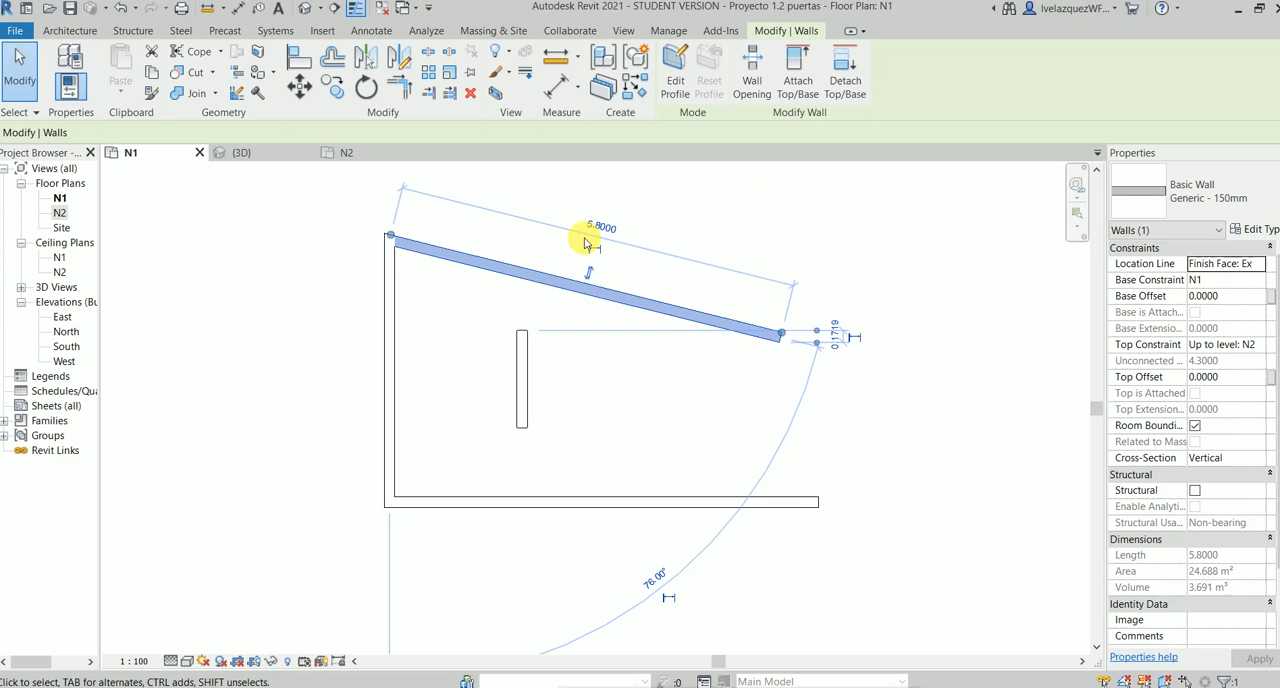 Autodesk Revit 2021 - STUDENT VERSION - Proyecto 1.2 puertas - Floor Plan: N1
lvelazquezWF...
File Architecture Structure Steel Precast Systems Insert Annotate Analyze Massing & Site Collaborate View Manage Add-Ins Modify | Walls
Modify Paste Cope Cut Join Edit Profile Reset Profile Wall Opening Attach Top/Base Detach Top/Base
Select Properties Clipboard Geometry Modify View Measure Create Mode Modify Wall
Modify | Walls
Project Browser -...
N1
{3D}
N2
Views (all)
Floor Plans
N1
N2
Site
Ceiling Plans
N1
N2
3D Views
Elevations (Bu
East
North
South
West
Legends
Schedules/Qua
Sheets (all)
Families
Groups
Revit Links
5.8000
0.1719
76.00°
Properties
Basic Wall
Generic - 150mm
Walls (1) Edit Typ
Constraints
Location Line Finish Face: Ex
Base Constraint N1
Base Offset 0.0000
Base is Attach...
Base Extensio... 0.0000
Top Constraint Up to level: N2
Unconnected ... 4.3000
Top Offset 0.0000
Top is Attached
Top Extension... 0.0000
Room Boundi...
Related to Mass
Cross-Section Vertical
Structural
Structural
Enable Analyti...
Structural Usa... Non-bearing
Dimensions
Length 5.8000
Area 24.688 m²
Volume 3.691 m³
Identity Data
Image
Comments
Properties help Apply
1 : 100
Click to select, TAB for alternates, CTRL adds, SHIFT unselects.
:0
Main Model
:1